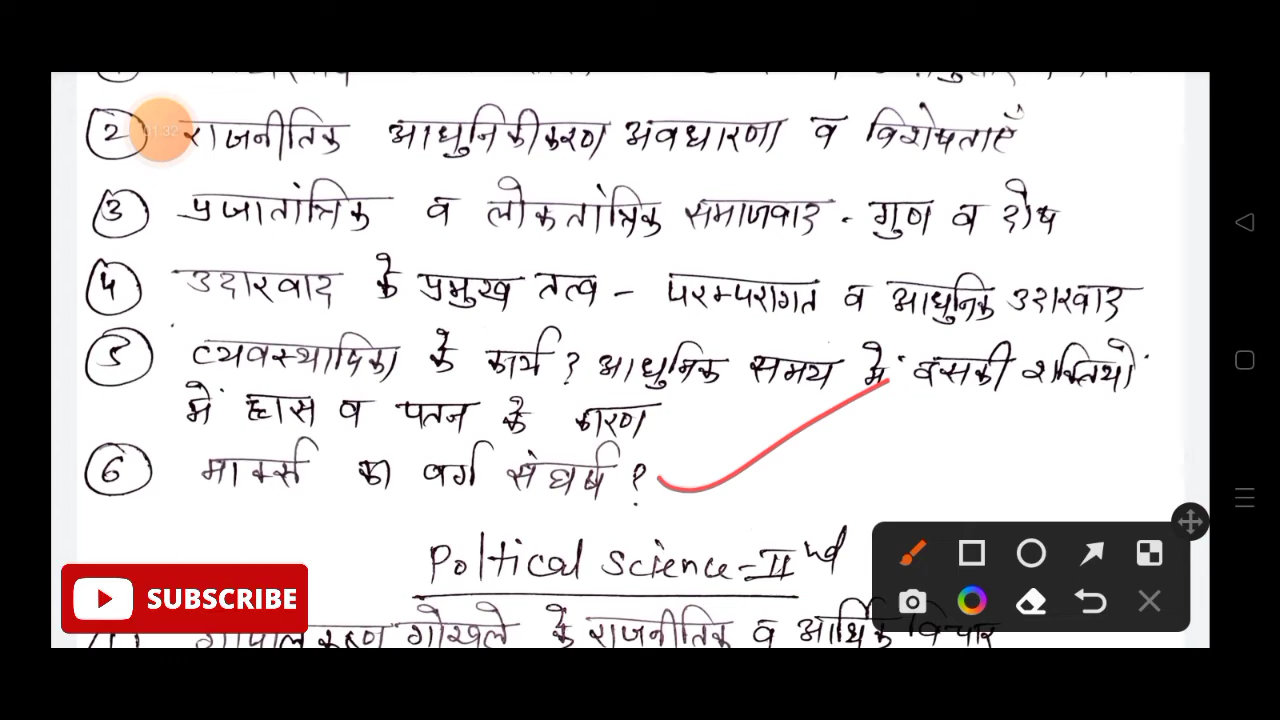 ② राजनीतिक आधुनिकीकरण अवधारणा व विशेषताएँ
01:32
③ प्रजातांत्रिक व लोकतांत्रिक समाजवाद - गुण व दोष
④ उदारवाद के प्रमुख तत्व - परम्परागत व आधुनिक उदारवाद
⑤ व्यवस्थापिका के कार्य? आधुनिक समय में इसकी शक्तियों
में ह्रास व पतन के कारण
⑥ मार्क्स का वर्ग संघर्ष?
Poltical Science-IInd
SUBSCRIBE
गोपाल कृष्ण गोखले के राजनीतिक व आर्थिक विचार